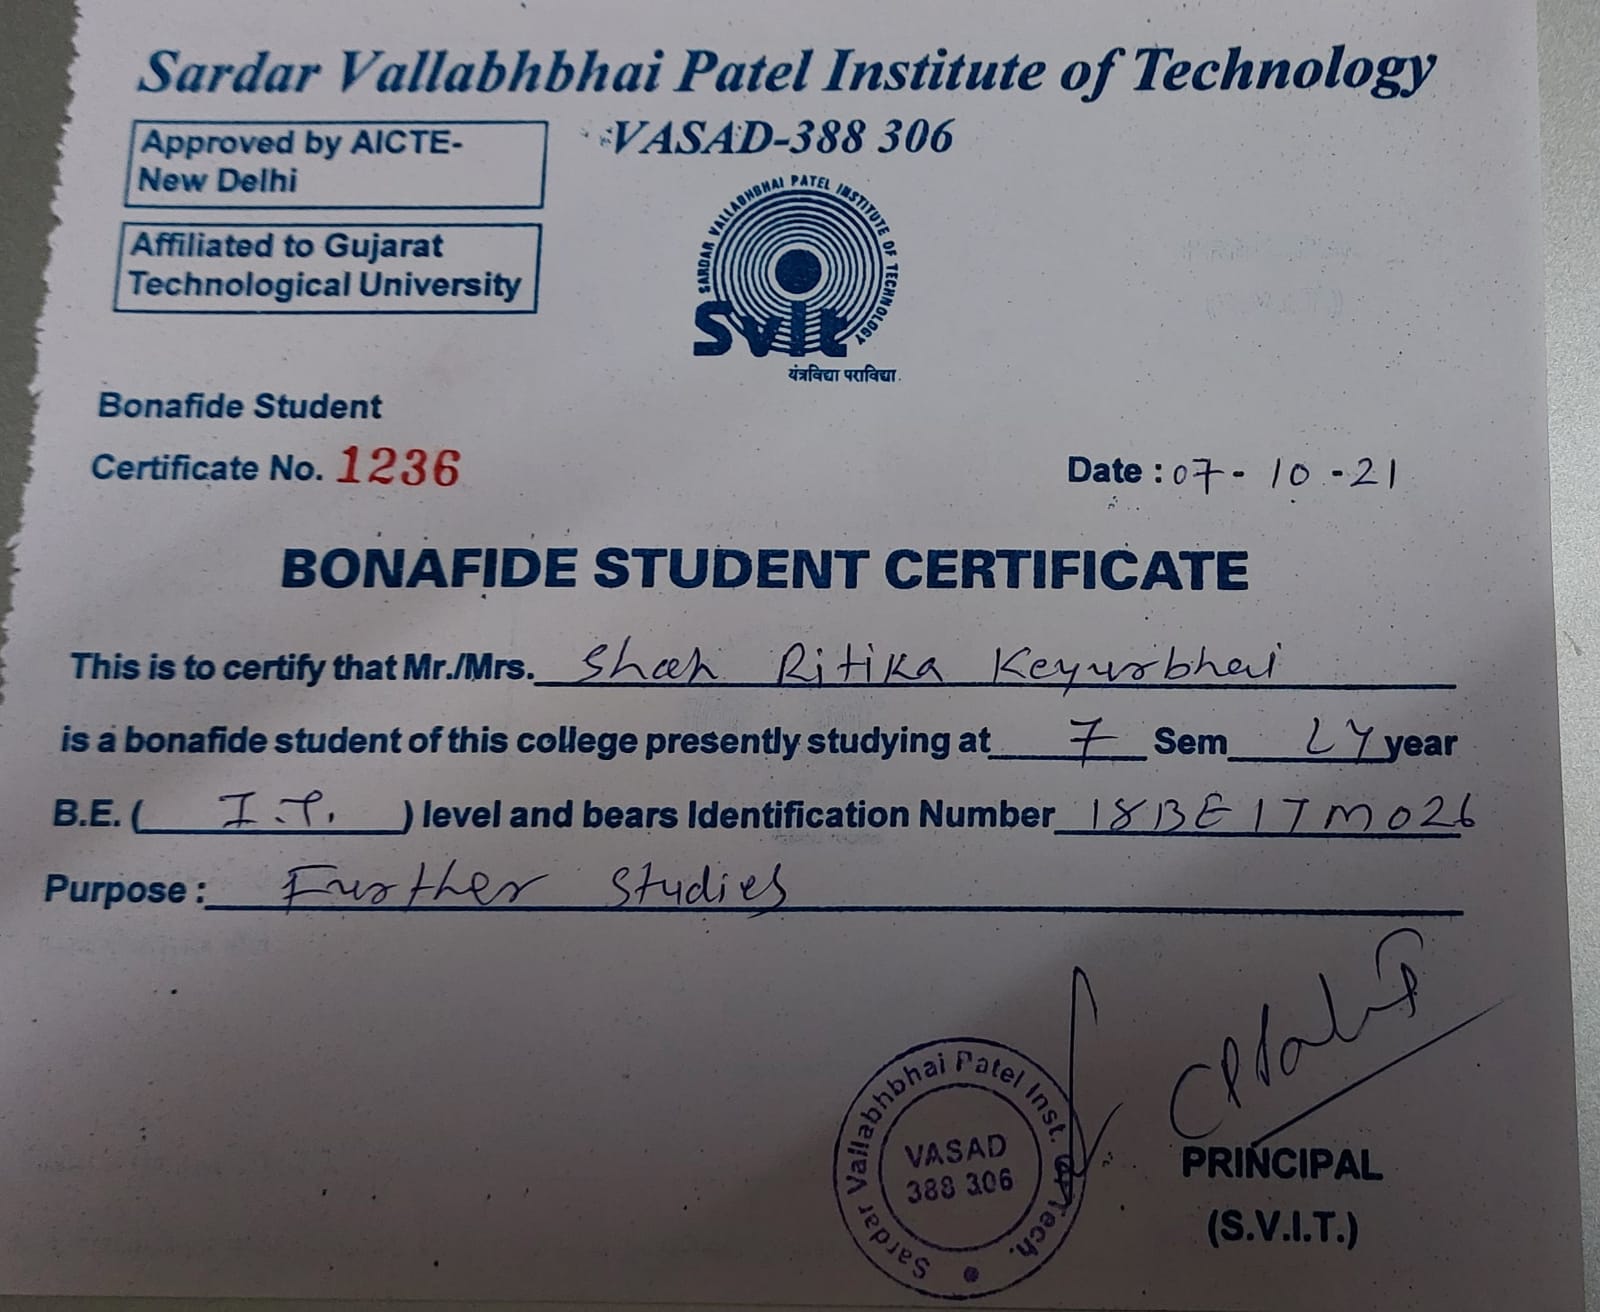 Sardar Vallabhbhai Patel Institute of Technology
VASAD-388 306
Approved by AICTE-
New Delhi
Affiliated to Gujarat
Technological University
SARDAR VALLABHBHAI PATEL INSTITUTE OF TECHNOLOGY
Svit
यंत्रविद्या पराविद्या
Bonafide Student
Certificate No. 1236
Date : 07-10-21
BONAFIDE STUDENT CERTIFICATE
This is to certify that Mr./Mrs. Shah Ritika Keyurbhai
is a bonafide student of this college presently studying at 7 Sem LY year
B.E. ( I.T. ) level and bears Identification Number 18BEITM026
Purpose : Further Studies
Sardar Vallabhbhai Patel Inst. of Tech.
VASAD
388 306
PRINCIPAL
(S.V.I.T.)